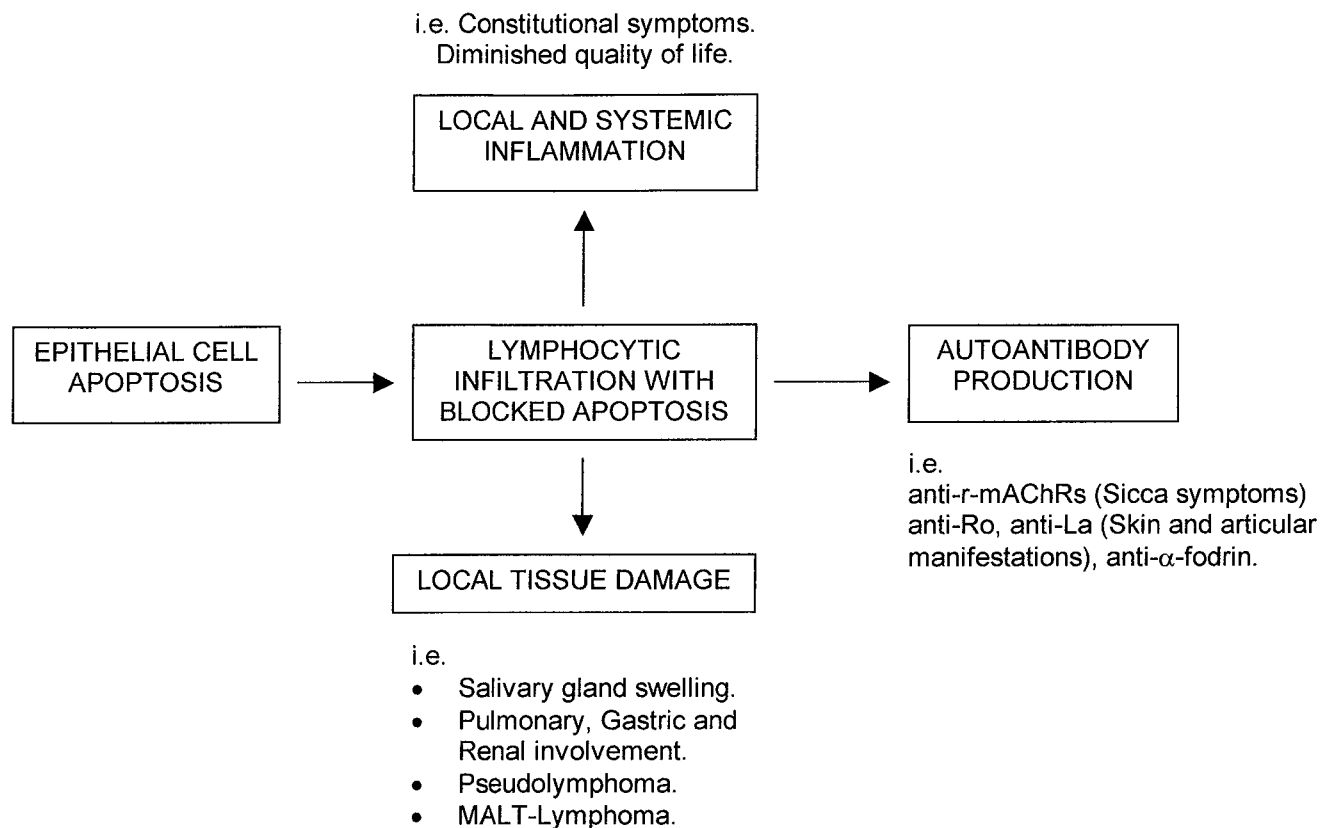 i.e. Constitutional symptoms.
Diminished quality of life.
LOCAL AND SYSTEMIC
INFLAMMATION
EPITHELIAL CELL
APOPTOSIS
LYMPHOCYTIC
INFILTRATION WITH
BLOCKED APOPTOSIS
AUTOANTIBODY
PRODUCTION
i.e.
anti-r-mAChRs (Sicca symptoms)
anti-Ro, anti-La (Skin and articular
manifestations), anti-α-fodrin.
LOCAL TISSUE DAMAGE
i.e.
• Salivary gland swelling.
• Pulmonary, Gastric and
Renal involvement.
• Pseudolymphoma.
• MALT-Lymphoma.